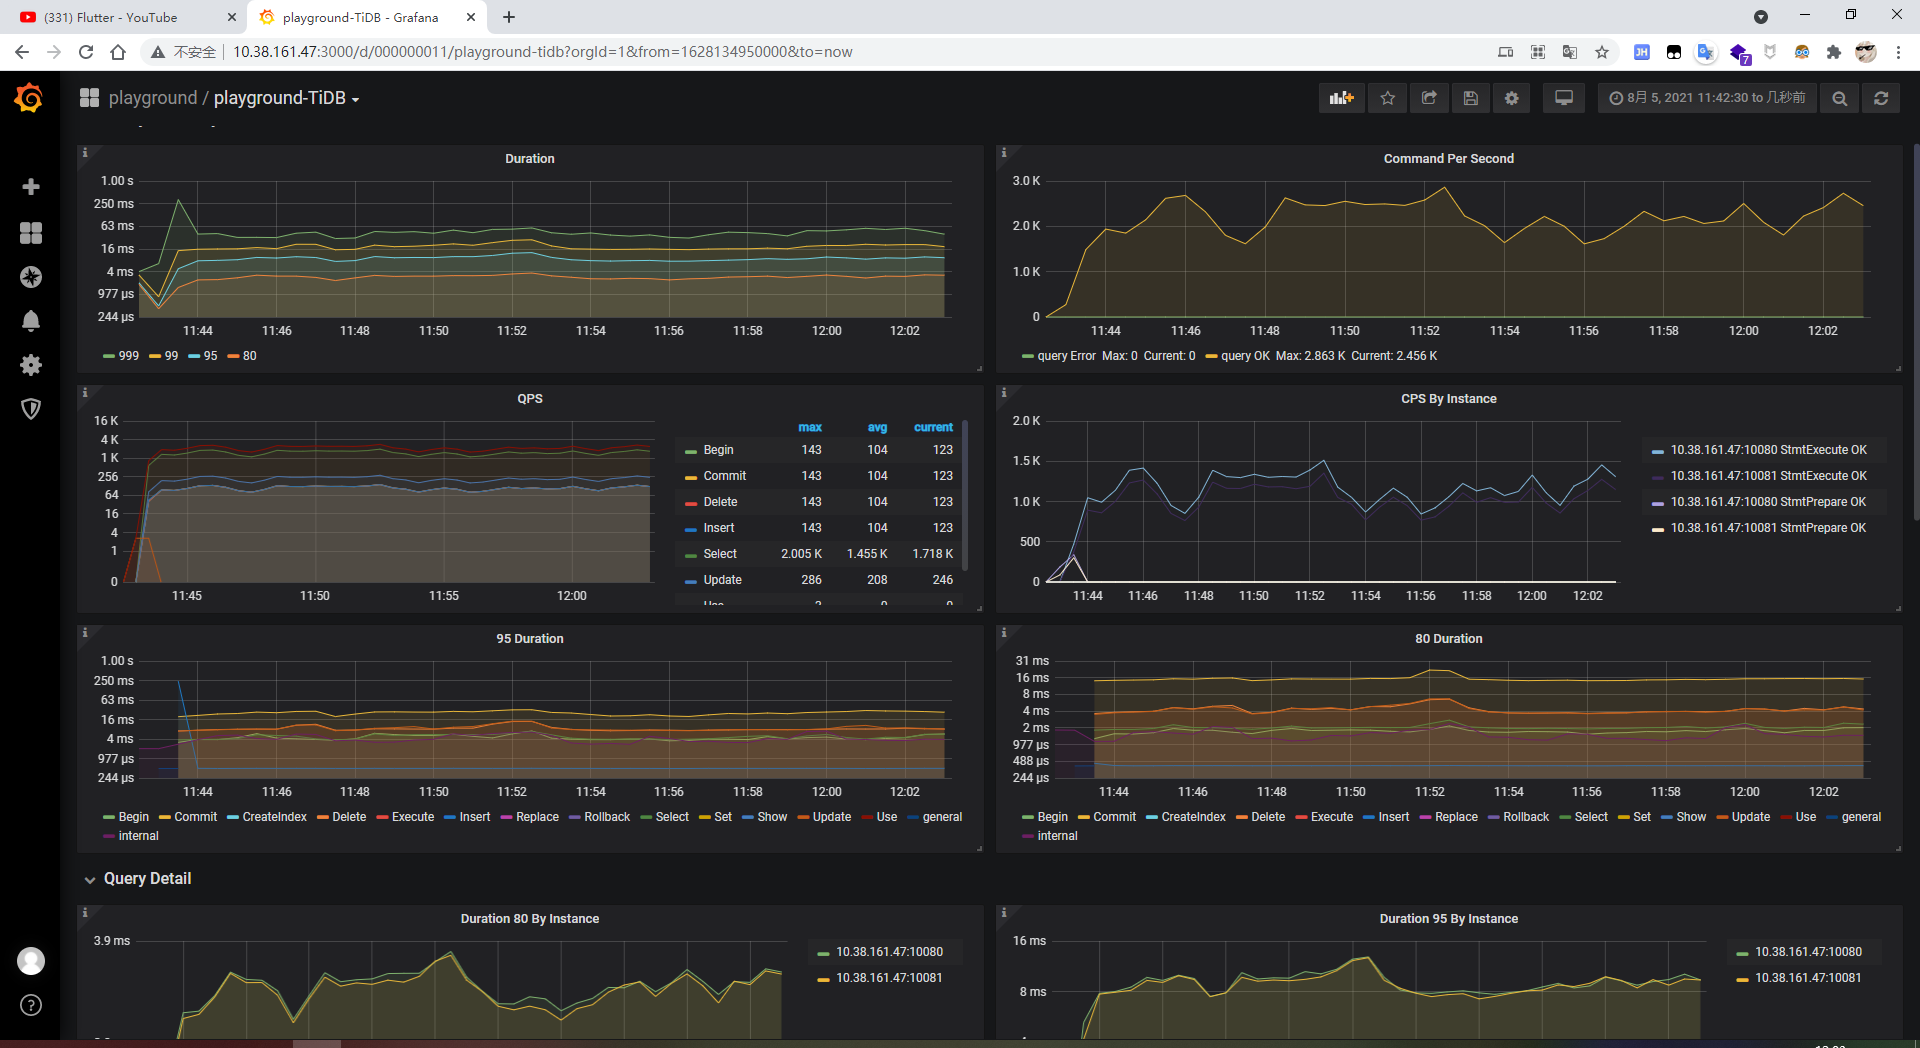 (331) Flutter - YouTube
playground-TiDB - Grafana
不安全
10.38.161.47:3000/d/000000011/playground-tidb?orgId=1&from=1628134950000&to=now
JH
7
playground / playground-TiDB
8月 5, 2021 11:42:30 to 几秒前
Duration
1.00 s
250 ms
63 ms
16 ms
4 ms
977 µs
244 µs
11:44 11:46 11:48 11:50 11:52 11:54 11:56 11:58 12:00 12:02
999 99 95 80
Command Per Second
3.0 K
2.0 K
1.0 K
0
11:44 11:46 11:48 11:50 11:52 11:54 11:56 11:58 12:00 12:02
query Error Max: 0 Current: 0 query OK Max: 2.863 K Current: 2.456 K
QPS
16 K
4 K
1 K
256
64
16
4
1
0
11:45 11:50 11:55 12:00
max avg current
Begin 143 104 123
Commit 143 104 123
Delete 143 104 123
Insert 143 104 123
Select 2.005 K 1.455 K 1.718 K
Update 286 208 246
CPS By Instance
2.0 K
1.5 K
1.0 K
500
0
11:44 11:46 11:48 11:50 11:52 11:54 11:56 11:58 12:00 12:02
10.38.161.47:10080 StmtExecute OK
10.38.161.47:10081 StmtExecute OK
10.38.161.47:10080 StmtPrepare OK
10.38.161.47:10081 StmtPrepare OK
95 Duration
1.00 s
250 ms
63 ms
16 ms
4 ms
977 µs
244 µs
11:44 11:46 11:48 11:50 11:52 11:54 11:56 11:58 12:00 12:02
Begin Commit CreateIndex Delete Execute Insert Replace Rollback Select Set Show Update Use general
internal
80 Duration
31 ms
16 ms
8 ms
4 ms
2 ms
977 µs
488 µs
244 µs
11:44 11:46 11:48 11:50 11:52 11:54 11:56 11:58 12:00 12:02
Begin Commit CreateIndex Delete Execute Insert Replace Rollback Select Set Show Update Use general
internal
Query Detail
Duration 80 By Instance
3.9 ms
10.38.161.47:10080
10.38.161.47:10081
Duration 95 By Instance
16 ms
8 ms
10.38.161.47:10080
10.38.161.47:10081